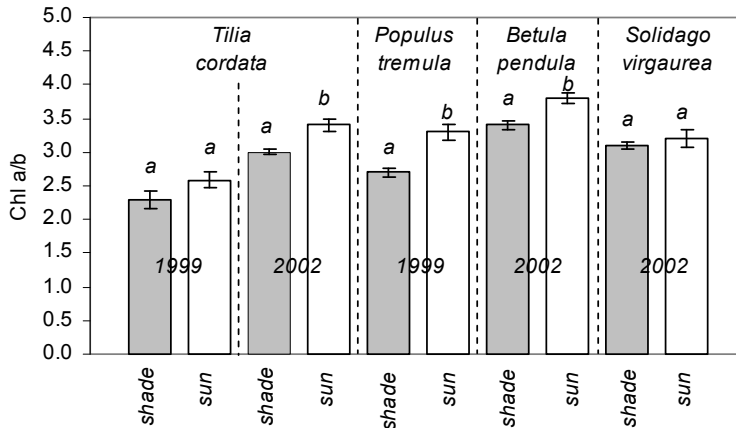 Chl a/b
5.0
4.5
4.0
3.5
3.0
2.5
2.0
1.5
1.0
0.5
0.0
Tilia
cordata
Populus
tremula
Betula
pendula
Solidago
virgaurea
a
a
a
b
a
b
a
b
a
a
1999
2002
1999
2002
2002
shade
sun
shade
sun
shade
sun
shade
sun
shade
sun